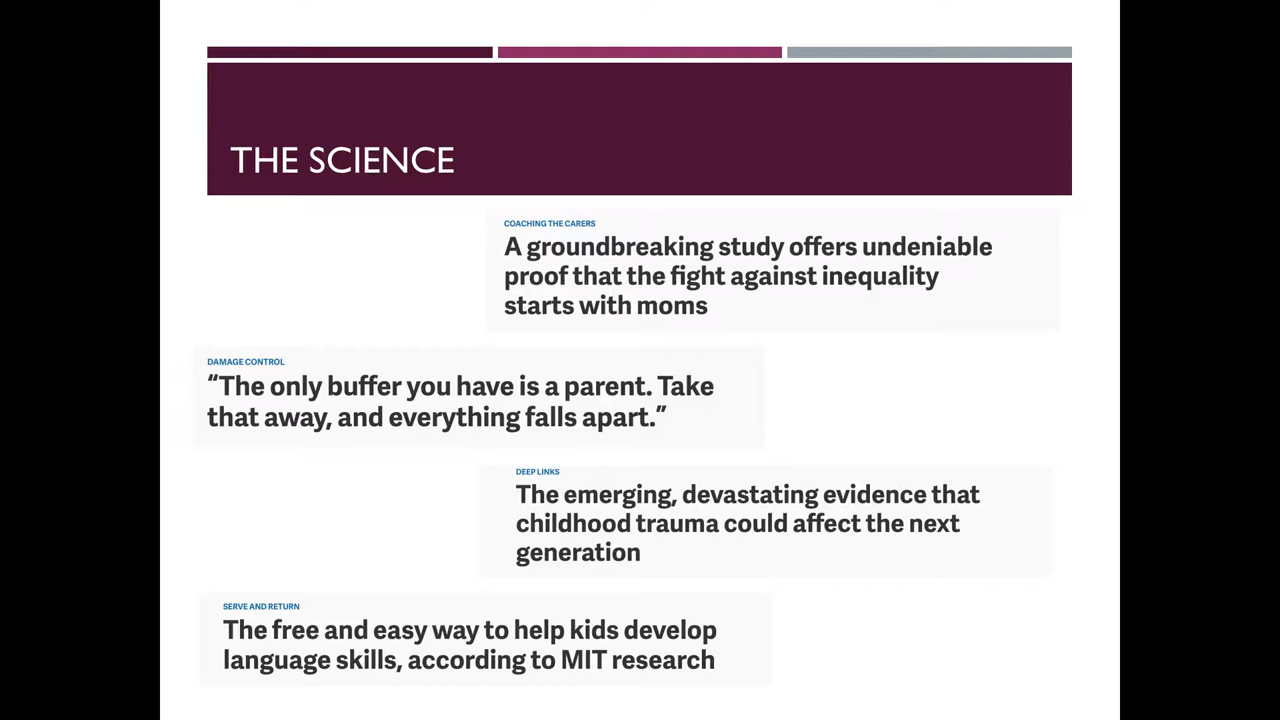 THE SCIENCE
COACHING THE CARERS
A groundbreaking study offers undeniable
proof that the fight against inequality
starts with moms
DAMAGE CONTROL
“The only buffer you have is a parent. Take
that away, and everything falls apart.”
DEEP LINKS
The emerging, devastating evidence that
childhood trauma could affect the next
generation
SERVE AND RETURN
The free and easy way to help kids develop
language skills, according to MIT research